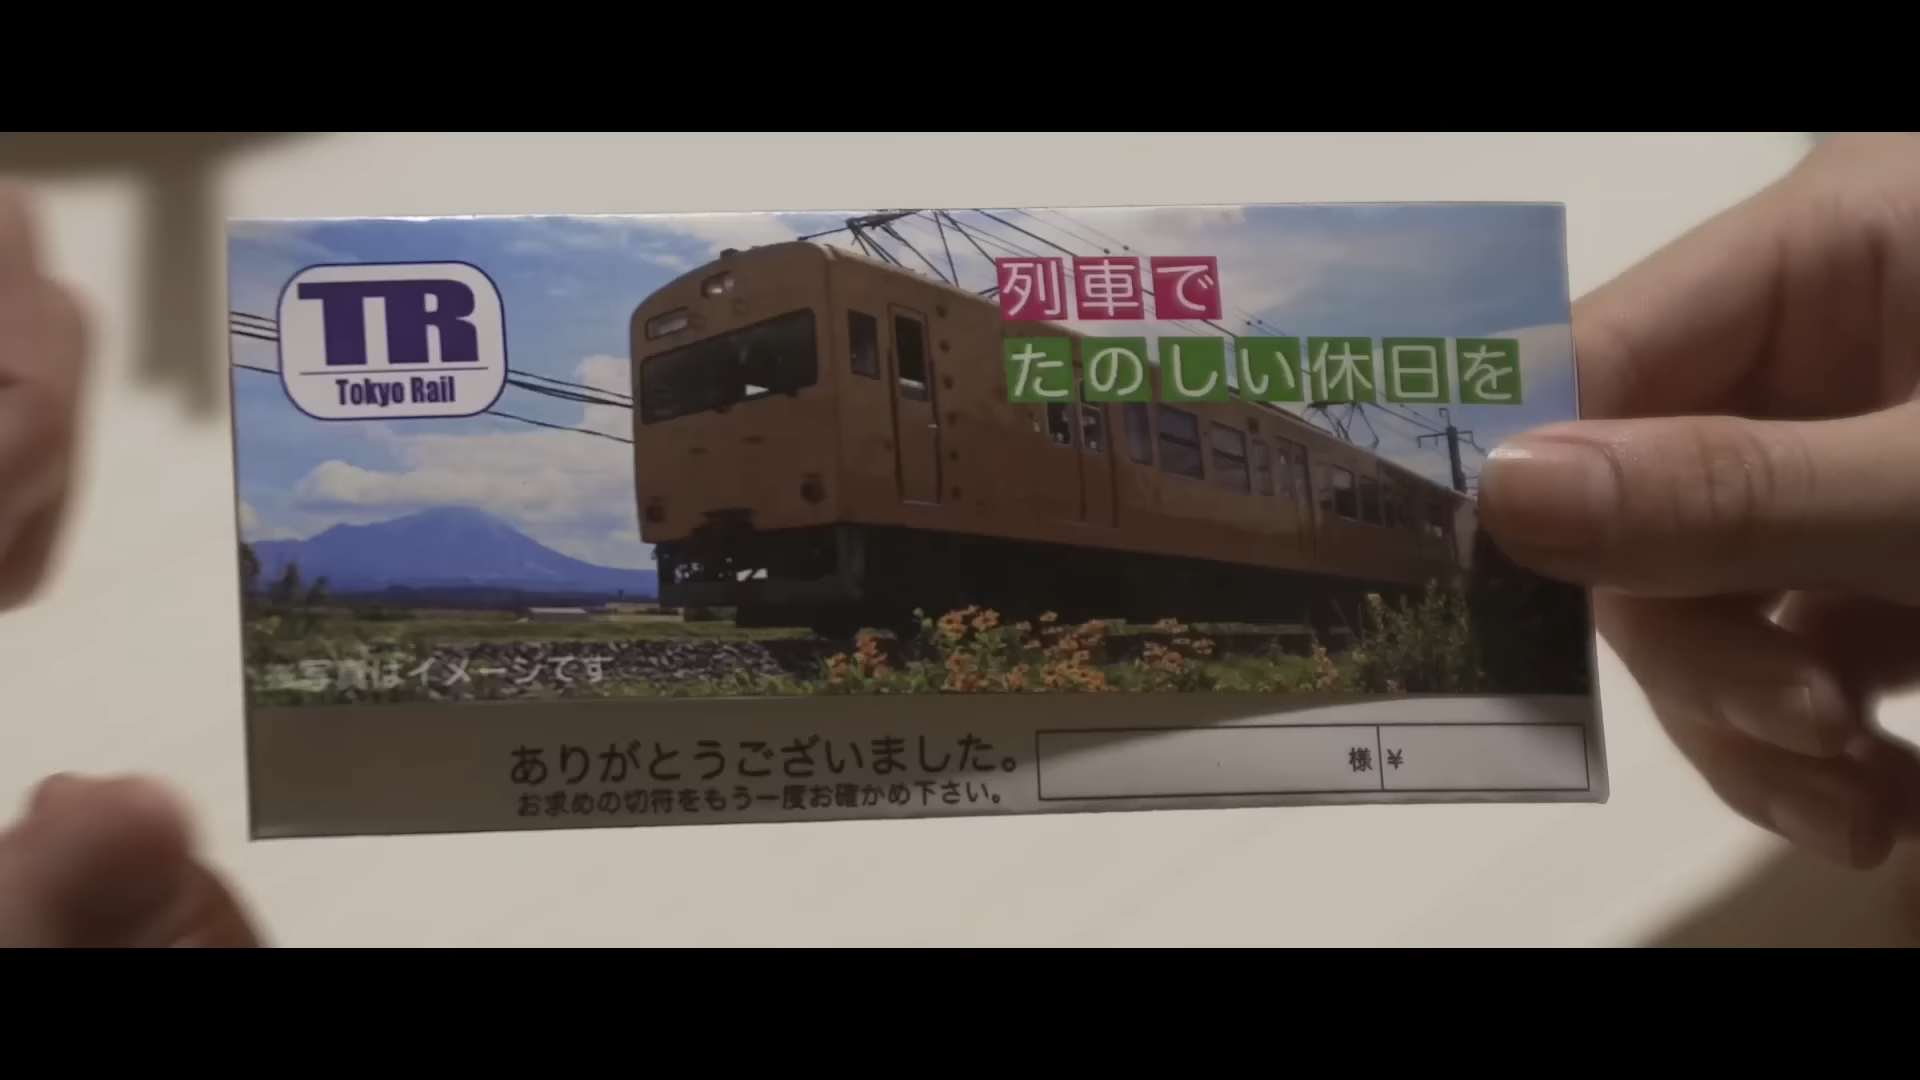 TR
Tokyo Rail
列車で
たのしい休日を
※写真はイメージです
ありがとうございました。
お求めの切符をもう一度お確かめ下さい。
様 ¥